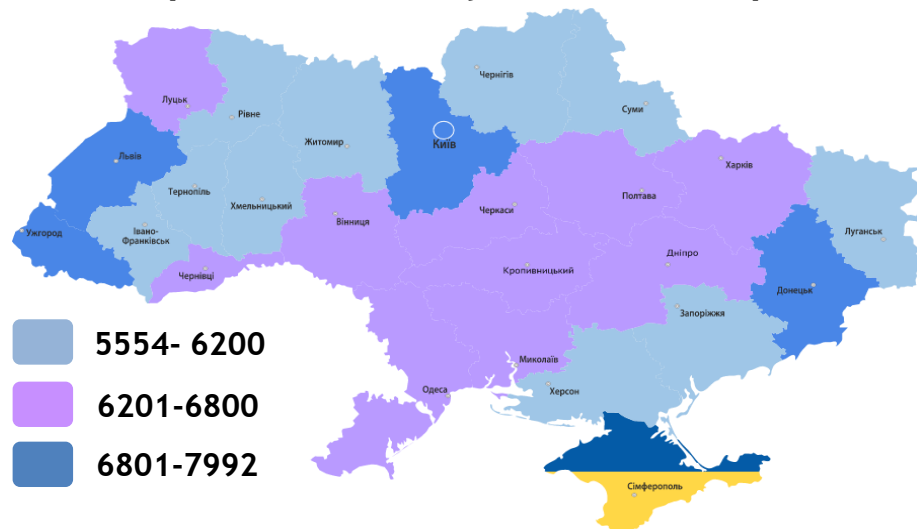 Чернігів
Луцьк
Суми
Рівне
Житомир
Київ
Львів
Харків
Тернопіль
Полтава
Хмельницький
Черкаси
Вінниця
Ужгород
Івано-
Франківськ
Луганськ
Дніпро
Чернівці
Кропивницький
Донецьк
Запоріжжя
5554- 6200
Миколаїв
Одеса
Херсон
6201-6800
6801-7992
Сімферополь